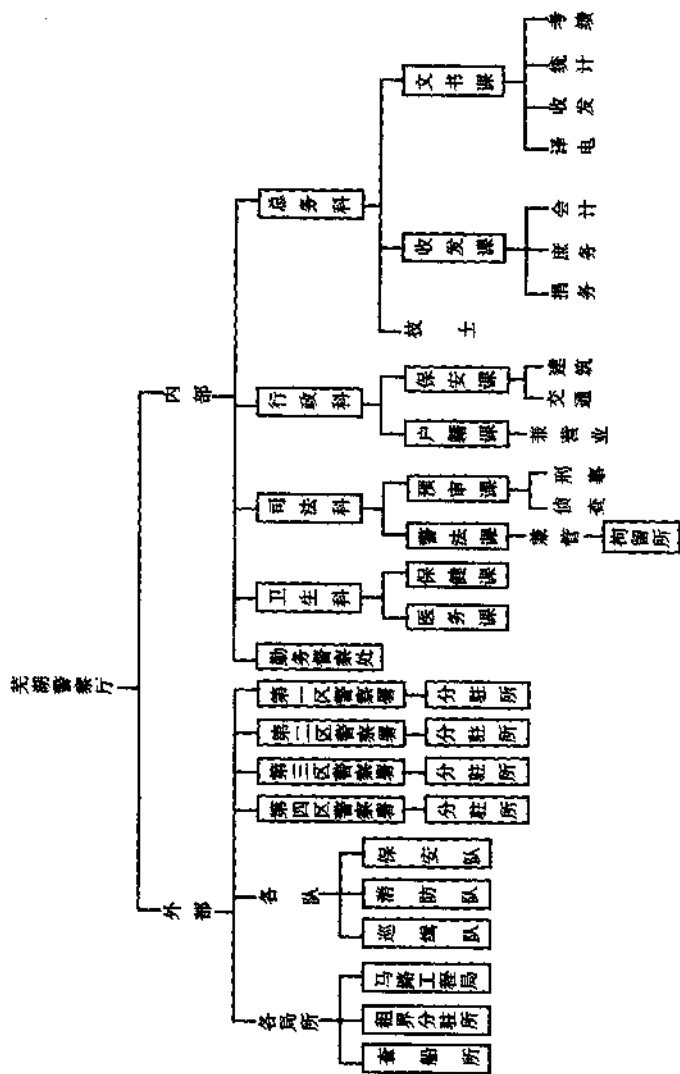 芜湖警察厅
内部
外部
总务科
行政科
司法科
卫生科
勤务督察处
第一区警察署
第二区警察署
第三区警察署
第四区警察署
各队
各局所
文书课
收发课
技士
保安课
户籍课
预审课
警法课
保健课
医务课
分驻所
分驻所
分驻所
分驻所
保安队
消防队
巡缉队
马路工程局
租界分驻所
查船所
考绩
统计
收发
译电
会计
庶务
捐务
建筑
交通
兼营业
刑事
侦查
兼管
拘留所